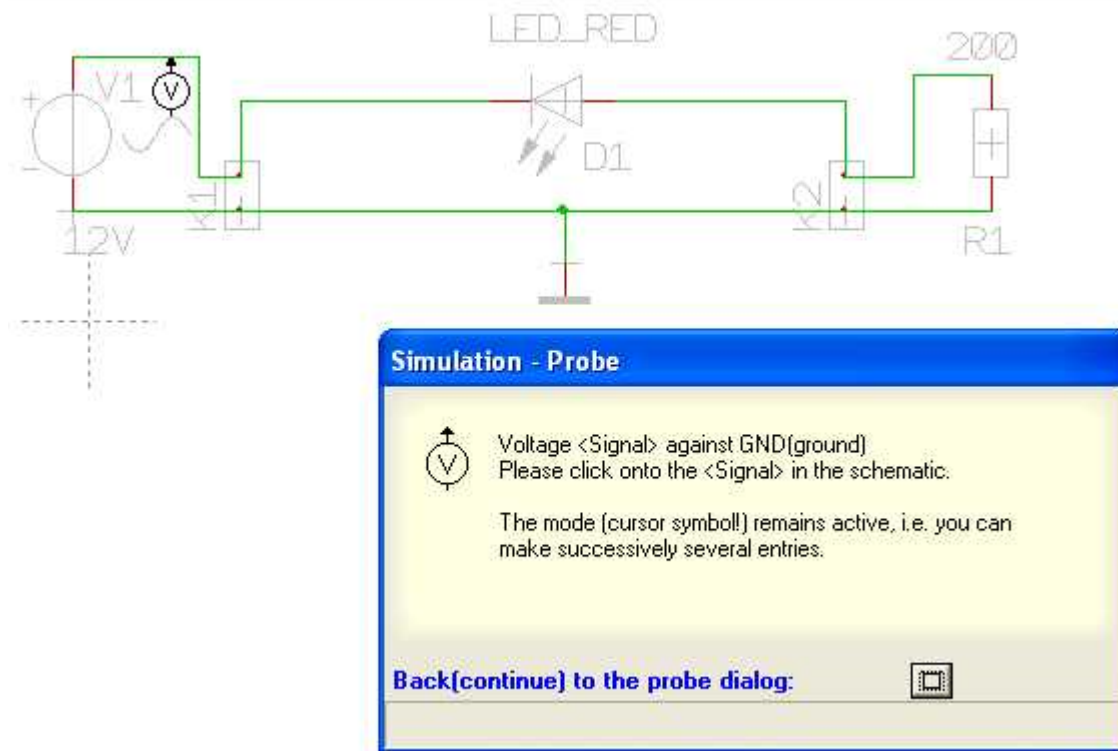 LED_RED
200
V1
V
+
D1
K1
K2
12V
R1
Simulation - Probe
V
Voltage <Signal> against GND(ground)
Please click onto the <Signal> in the schematic.
The mode (cursor symbol!) remains active, i.e. you can
make successively several entries.
Back(continue) to the probe dialog: